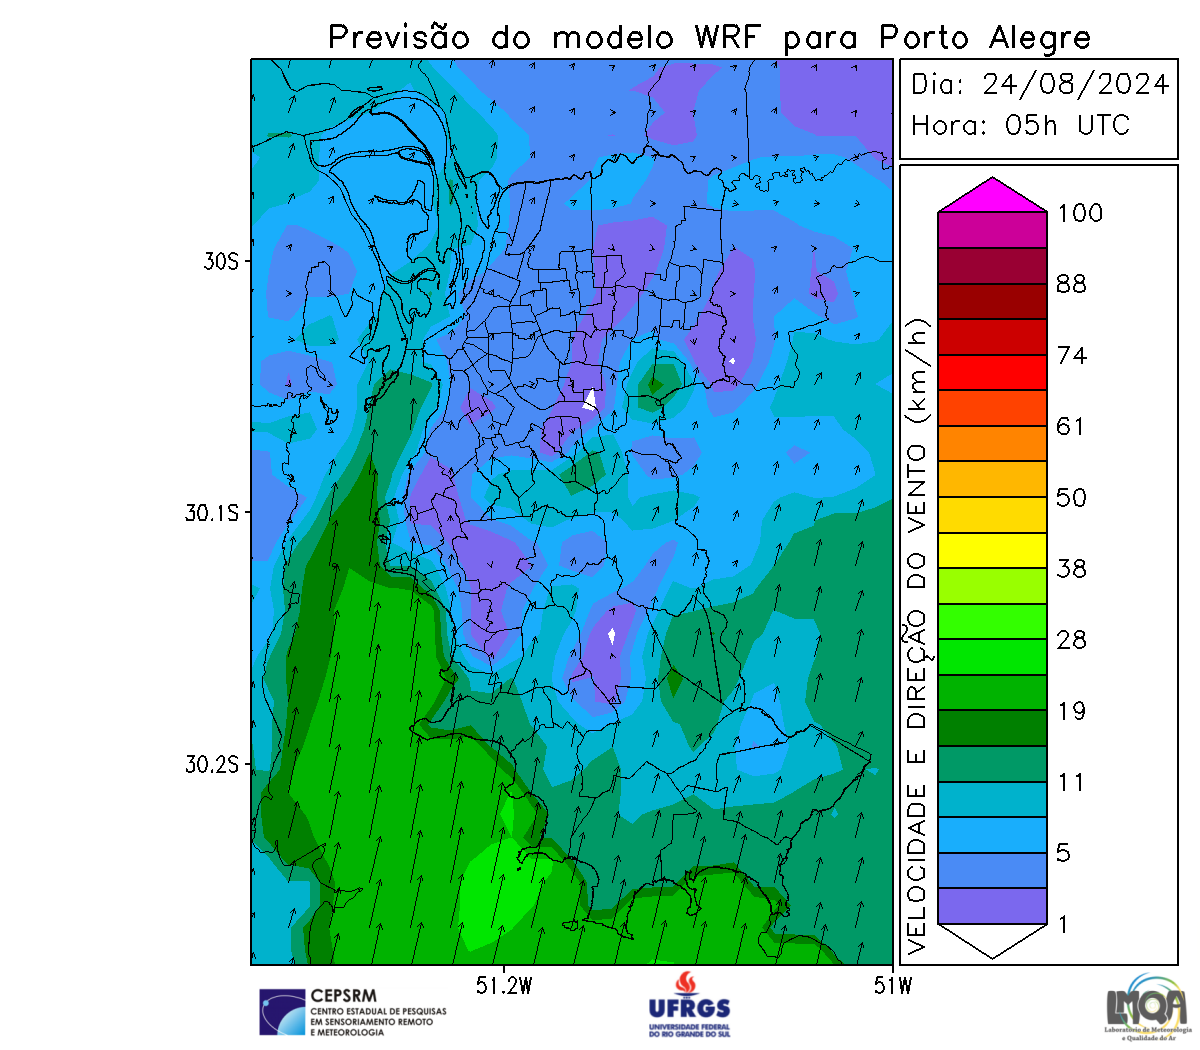 Previsão do modelo WRF para Porto Alegre
Dia: 24/08/2024
Hora: 05h UTC
30S
30.1S
30.2S
51.2W
51W
VELOCIDADE E DIREÇÃO DO VENTO (km/h)
100
88
74
61
50
38
28
19
11
5
1
CEPSRM
CENTRO ESTADUAL DE PESQUISAS
EM SENSORIAMENTO REMOTO
E METEOROLOGIA
UFRGS
UNIVERSIDADE FEDERAL
DO RIO GRANDE DO SUL
LMQA
Laboratório de Meteorologia
e Qualidade do Ar